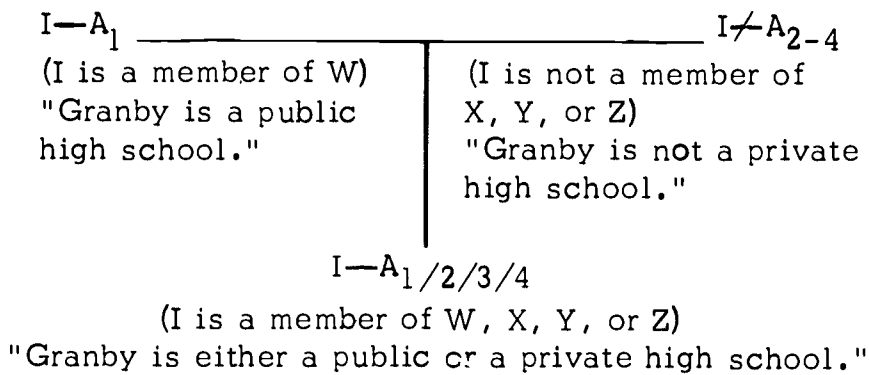 I—A₁ I⌿A₂₋₄
(I is a member of W)
"Granby is a public
high school."
(I is not a member of
X, Y, or Z)
"Granby is not a private
high school."
I—A₁/₂/₃/₄
(I is a member of W, X, Y, or Z)
"Granby is either a public or a private high school."